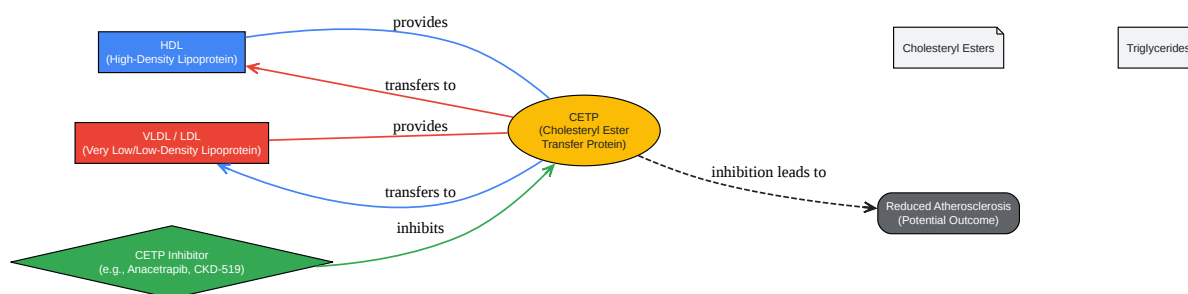 provides
HDL
(High-Density Lipoprotein)
Cholesteryl Esters
Triglycerides
transfers to
provides
CETP
(Cholesteryl Ester
Transfer Protein)
VLDL / LDL
(Very Low/Low-Density Lipoprotein)
inhibition leads to
transfers to
Reduced Atherosclerosis
(Potential Outcome)
inhibits
CETP Inhibitor
(e.g., Anacetrapib, CKD-519)